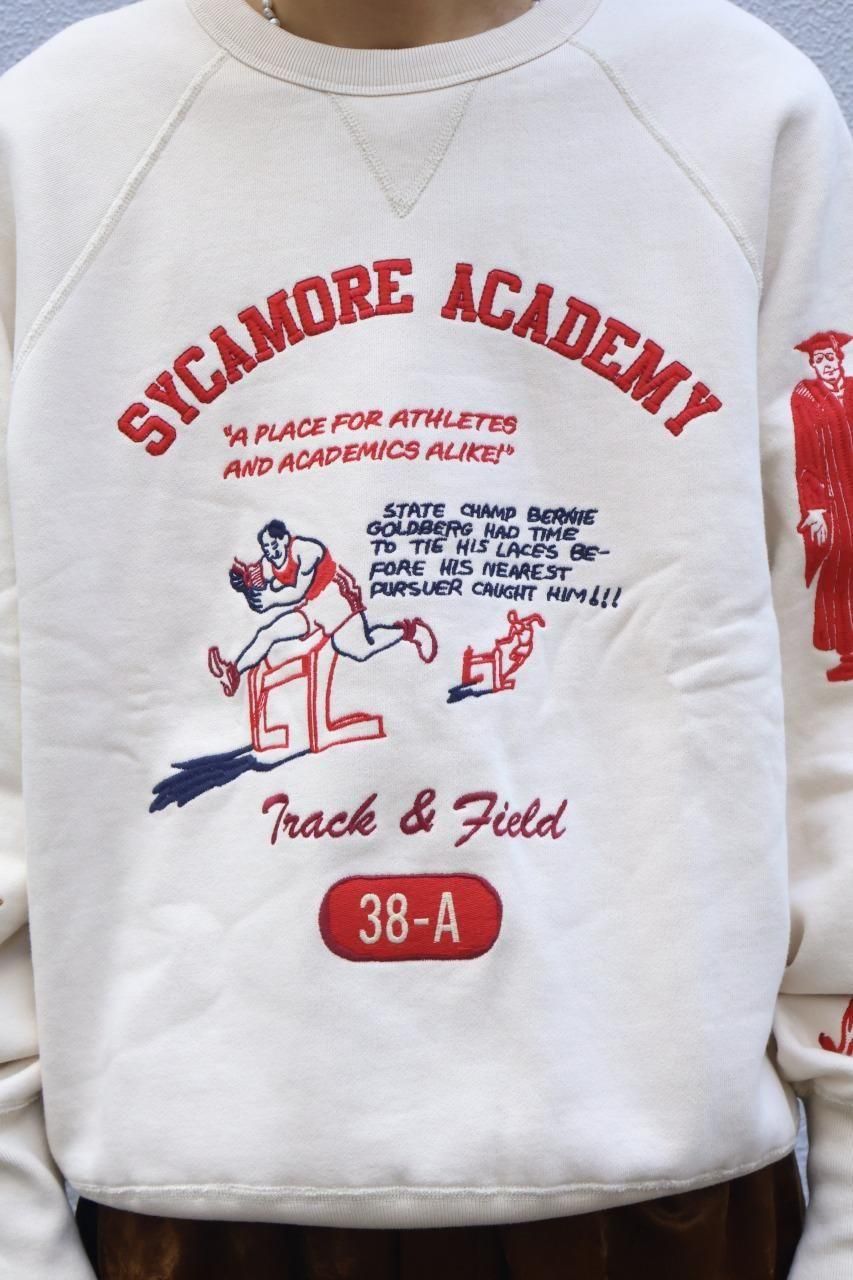 SYCAMORE ACADEMY
"A PLACE FOR ATHLETES
AND ACADEMICS ALIKE!"
STATE CHAMP BERNIE
GOLDBERG HAD TIME
TO TIE HIS LACES BE-
FORE HIS NEAREST
PURSUER CAUGHT HIM!!!
Track & Field
38-A